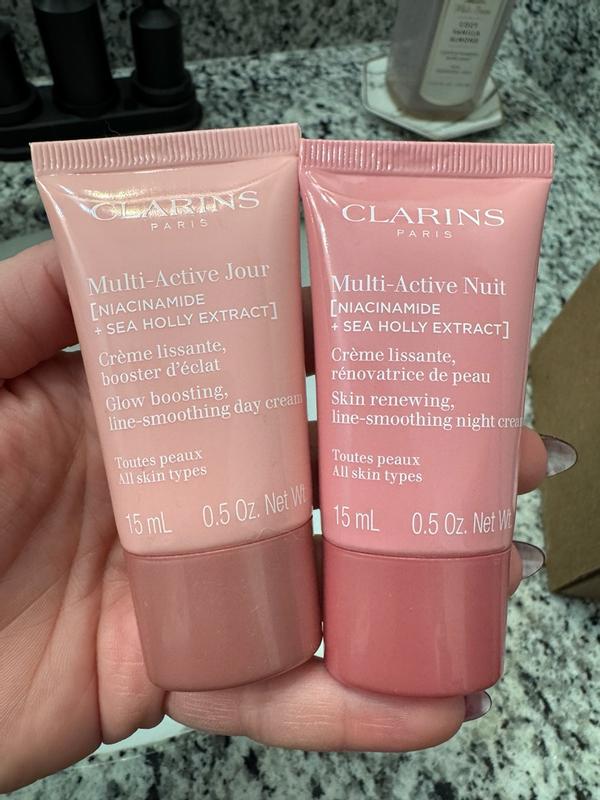 CLARINS
PARIS
Multi-Active Jour
[NIACINAMIDE
+ SEA HOLLY EXTRACT]
Crème lissante,
booster d'éclat
Glow boosting,
line-smoothing day cream
Toutes peaux
All skin types
15 mL 0.5 Oz. Net Wt.
CLARINS
PARIS
Multi-Active Nuit
[NIACINAMIDE
+ SEA HOLLY EXTRACT]
Crème lissante,
rénovatrice de peau
Skin renewing,
line-smoothing night cream
Toutes peaux
All skin types
15 mL 0.5 Oz. Net Wt.